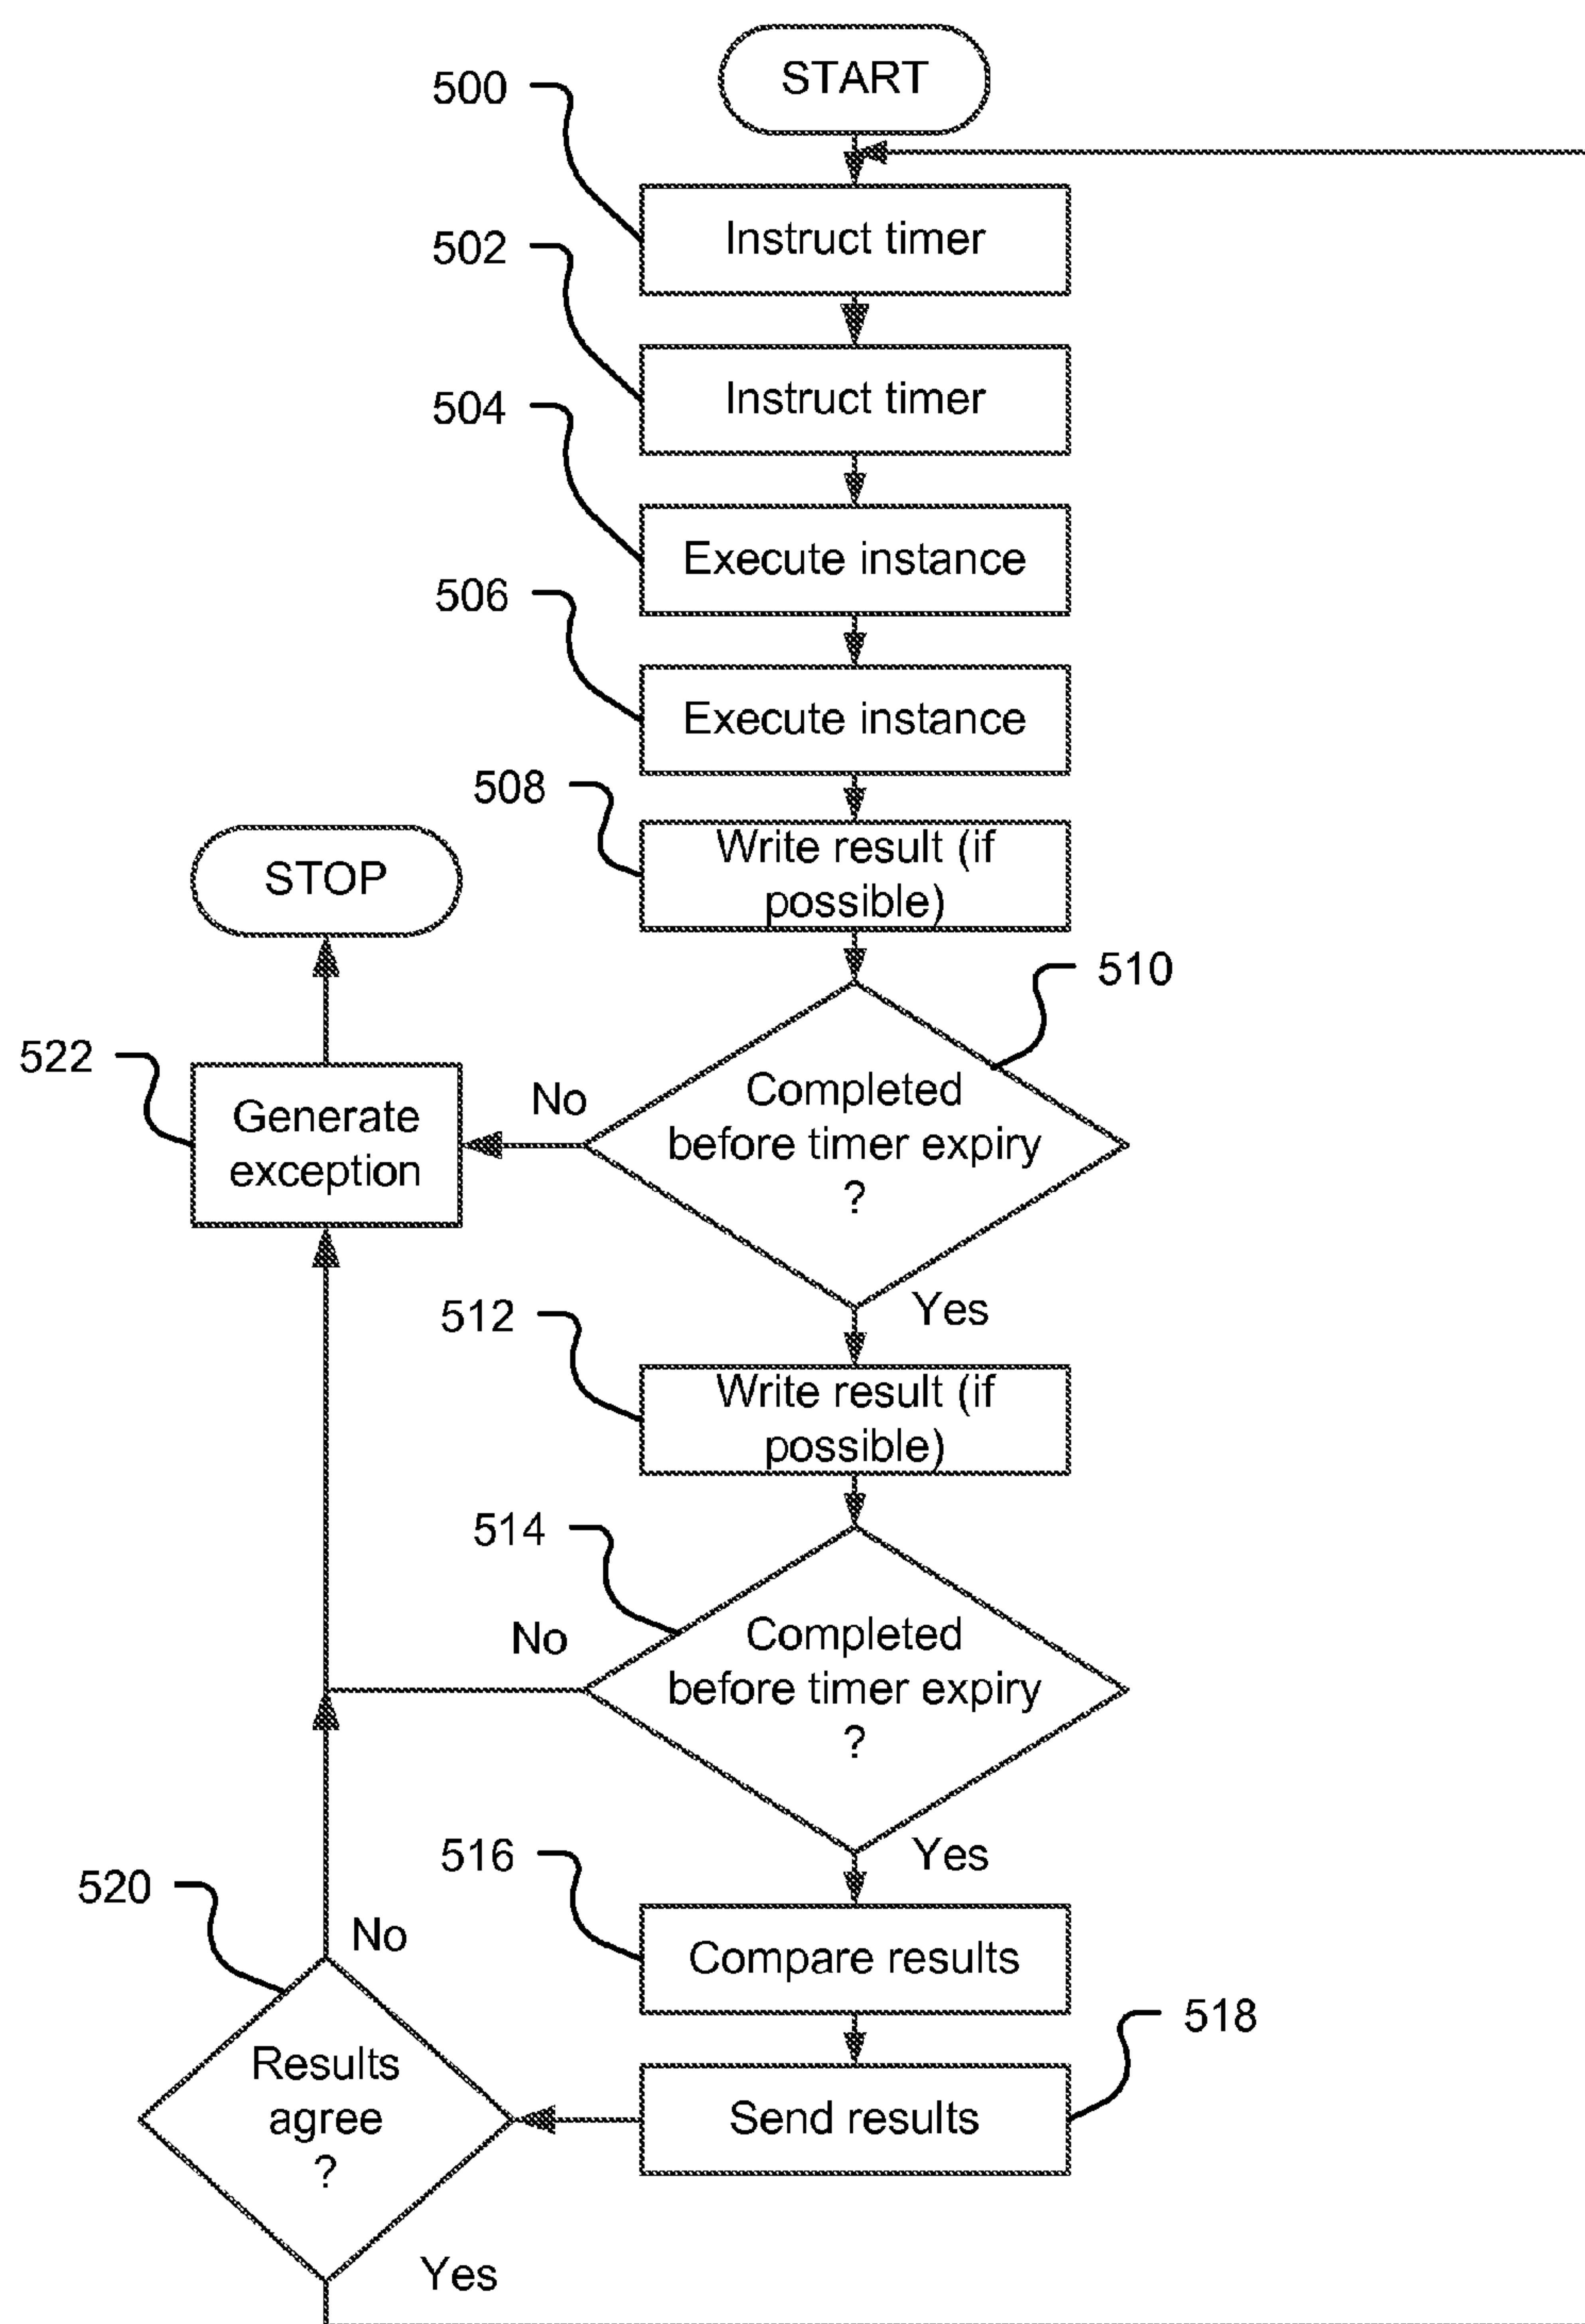 START
500
Instruct timer
502
Instruct timer
504
Execute instance
506
Execute instance
508
Write result (if
possible)
STOP
510
522
Generate
exception
No
Completed
before timer expiry
?
Yes
512
Write result (if
possible)
514
No
Completed
before timer expiry
?
Yes
516
Compare results
520
No
518
Results
agree
?
Send results
Yes